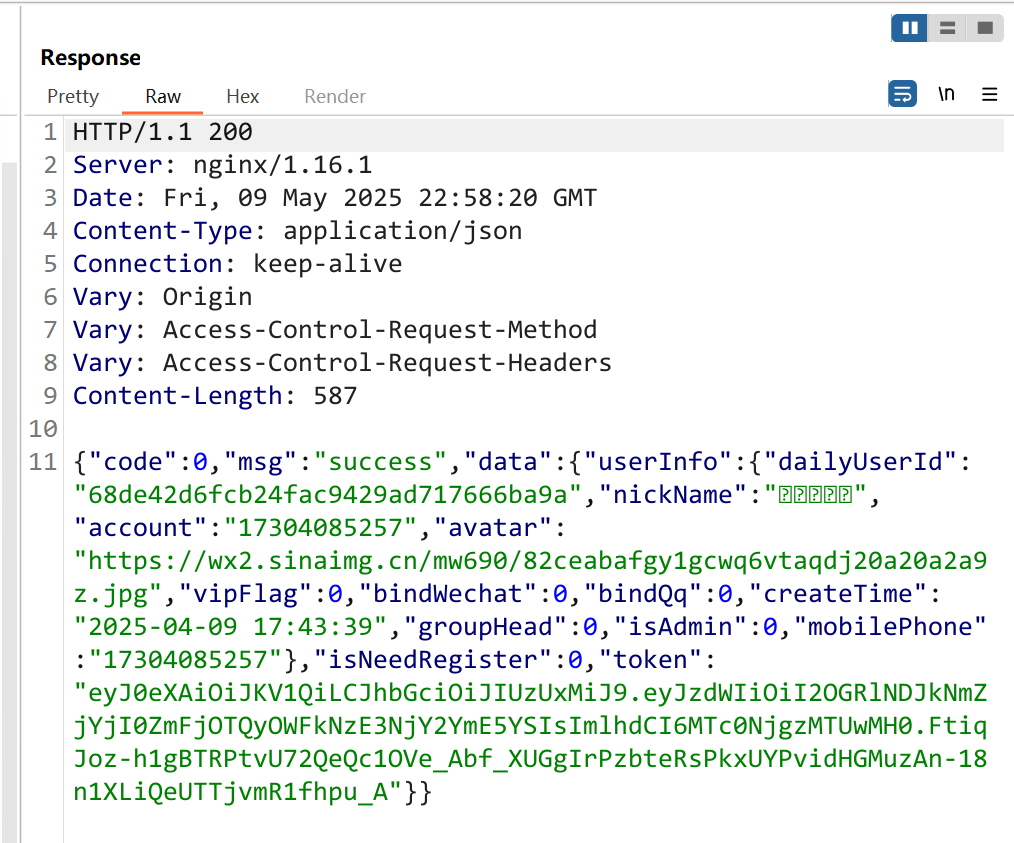 Response
Pretty Raw Hex Render \n
1 HTTP/1.1 200
2 Server: nginx/1.16.1
3 Date: Fri, 09 May 2025 22:58:20 GMT
4 Content-Type: application/json
5 Connection: keep-alive
6 Vary: Origin
7 Vary: Access-Control-Request-Method
8 Vary: Access-Control-Request-Headers
9 Content-Length: 587
10
11 {"code":0,"msg":"success","data":{"userInfo":{"dailyUserId":
"68de42d6fcb24fac9429ad717666ba9a","nickName":"",
"account":"17304085257","avatar":
"https://wx2.sinaimg.cn/mw690/82ceabafgy1gcwq6vtaqdj20a20a2a9
z.jpg","vipFlag":0,"bindWechat":0,"bindQq":0,"createTime":
"2025-04-09 17:43:39","groupHead":0,"isAdmin":0,"mobilePhone"
:"17304085257"},"isNeedRegister":0,"token":
"eyJ0eXAiOiJKV1QiLCJhbGciOiJIUzUxMiJ9.eyJzdWIiOiI2OGRlNDJkNmZ
jYjI0ZmFjOTQyOWFkNzE3NjY2YmE5YSIsImlhdCI6MTc0NjgzMTUwMH0.Ftiq
Joz-h1gBTRPtvU72QeQc1OVe_Abf_XUGgIrPzbteRsPkxUYPvidHGMuzAn-18
n1XLiQeUTTjvmR1fhpu_A"}}